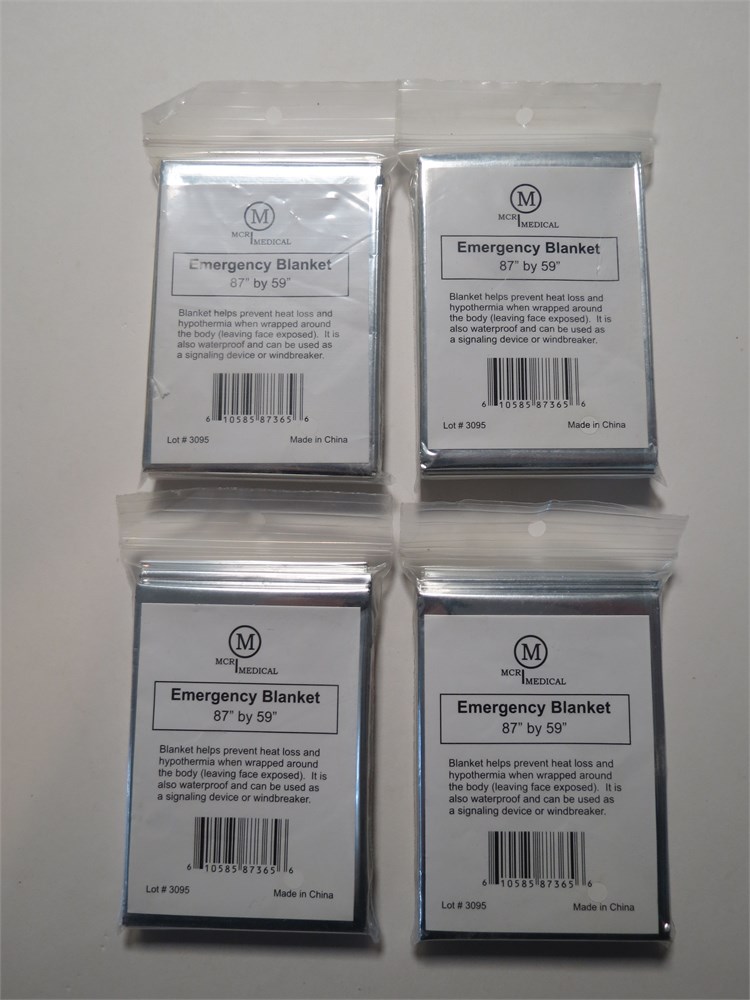 M
MCR MEDICAL
Emergency Blanket
87" by 59"
Blanket helps prevent heat loss and
hypothermia when wrapped around
the body (leaving face exposed). It is
also waterproof and can be used as
a signaling device or windbreaker.
6 10585 87365 6
Lot # 3095 Made in China
M
MCR MEDICAL
Emergency Blanket
87" by 59"
Blanket helps prevent heat loss and
hypothermia when wrapped around
the body (leaving face exposed). It is
also waterproof and can be used as
a signaling device or windbreaker.
6 10585 87365 6
Lot # 3095 Made in China
M
MCR MEDICAL
Emergency Blanket
87" by 59"
Blanket helps prevent heat loss and
hypothermia when wrapped around
the body (leaving face exposed). It is
also waterproof and can be used as
a signaling device or windbreaker.
6 10585 87365 6
Lot # 3095 Made in China
M
MCR MEDICAL
Emergency Blanket
87" by 59"
Blanket helps prevent heat loss and
hypothermia when wrapped around
the body (leaving face exposed). It is
also waterproof and can be used as
a signaling device or windbreaker.
6 10585 87365 6
Lot # 3095 Made in China